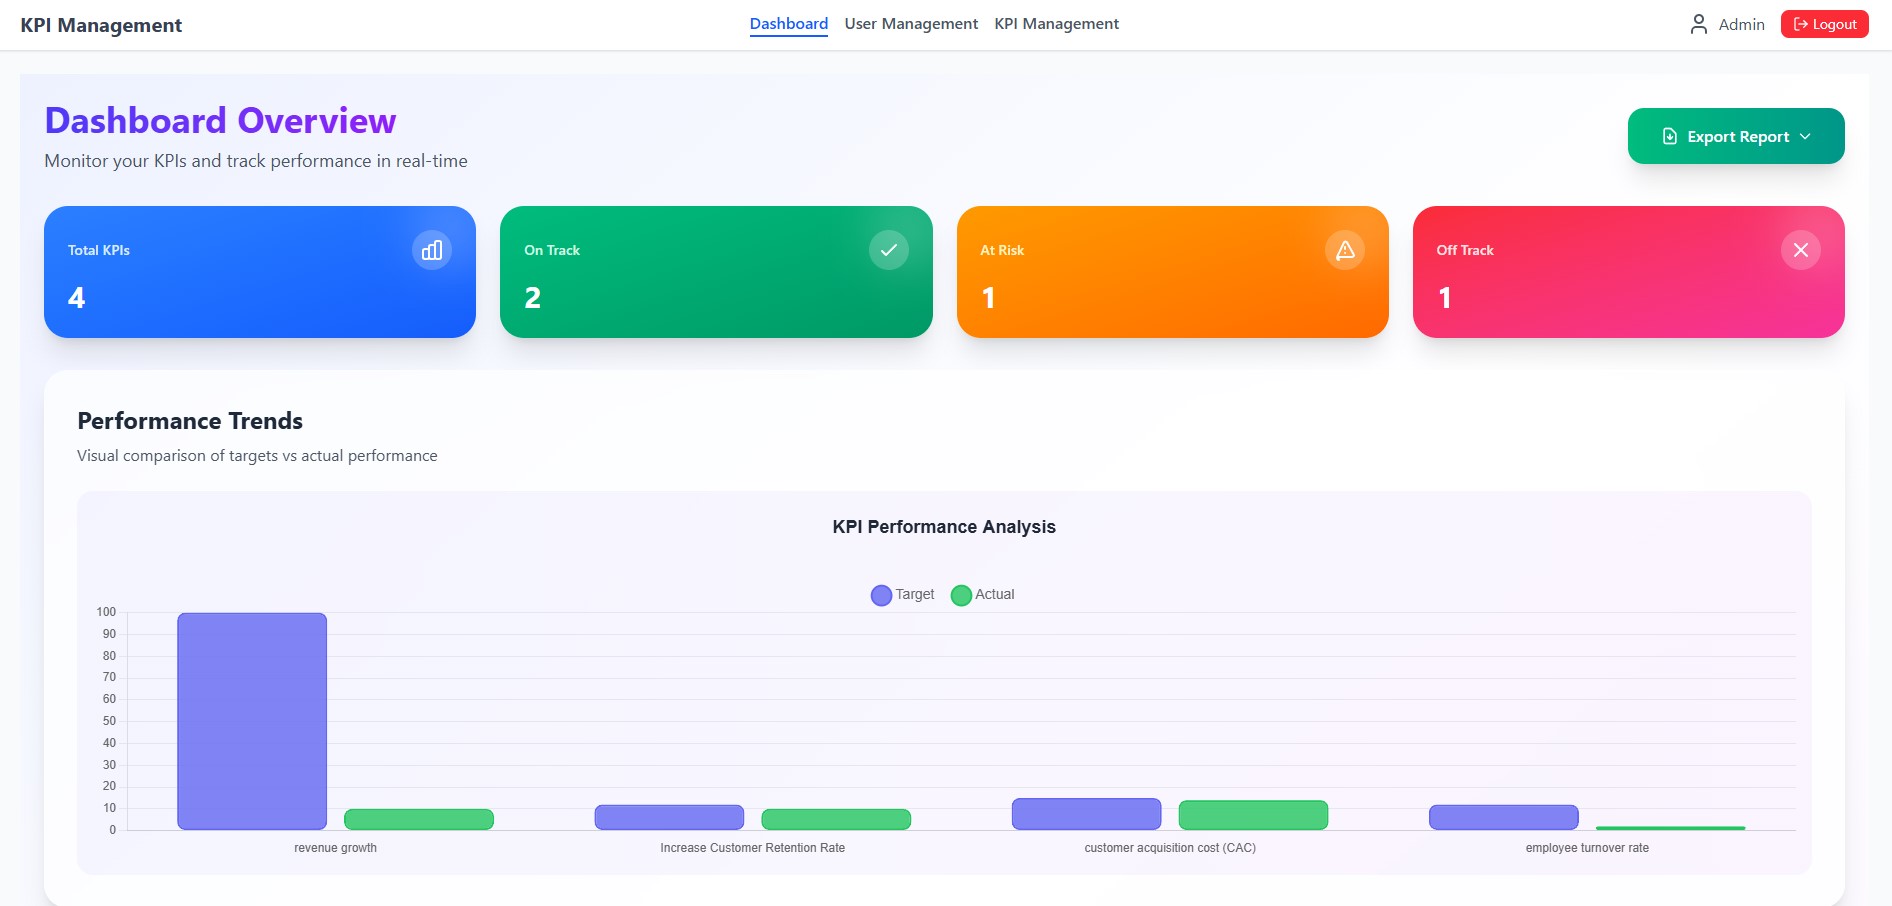 KPI Management
Dashboard User Management KPI Management
Admin
Logout
Dashboard Overview
Monitor your KPIs and track performance in real-time
Export Report
Total KPIs
4
On Track
2
At Risk
1
Off Track
1
Performance Trends
Visual comparison of targets vs actual performance
KPI Performance Analysis
Target Actual
100
90
80
70
60
50
40
30
20
10
0
revenue growth
Increase Customer Retention Rate
customer acquisition cost (CAC)
employee turnover rate